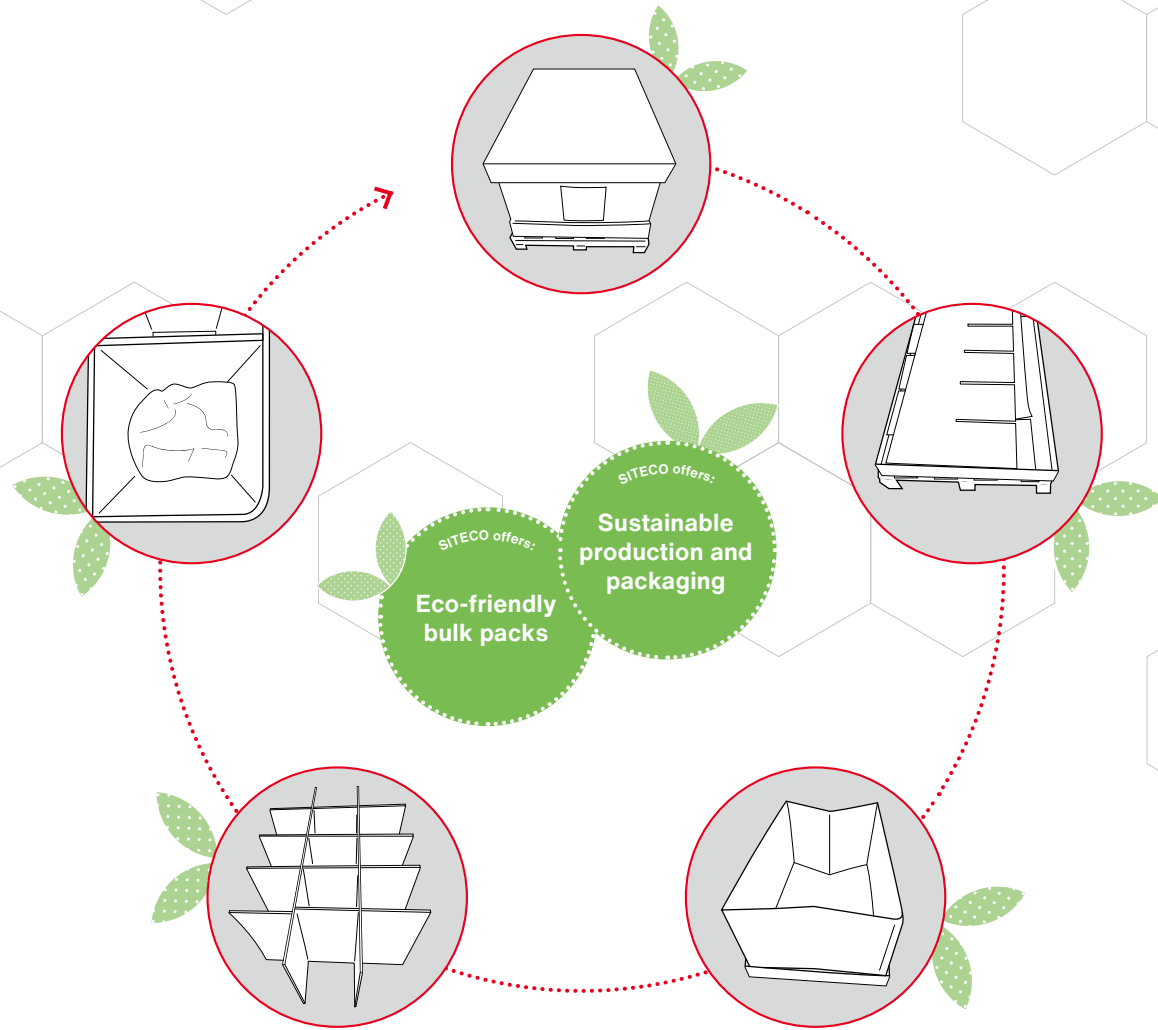 SITECO offers:
Sustainable
production and
packaging
SITECO offers:
Eco-friendly
bulk packs